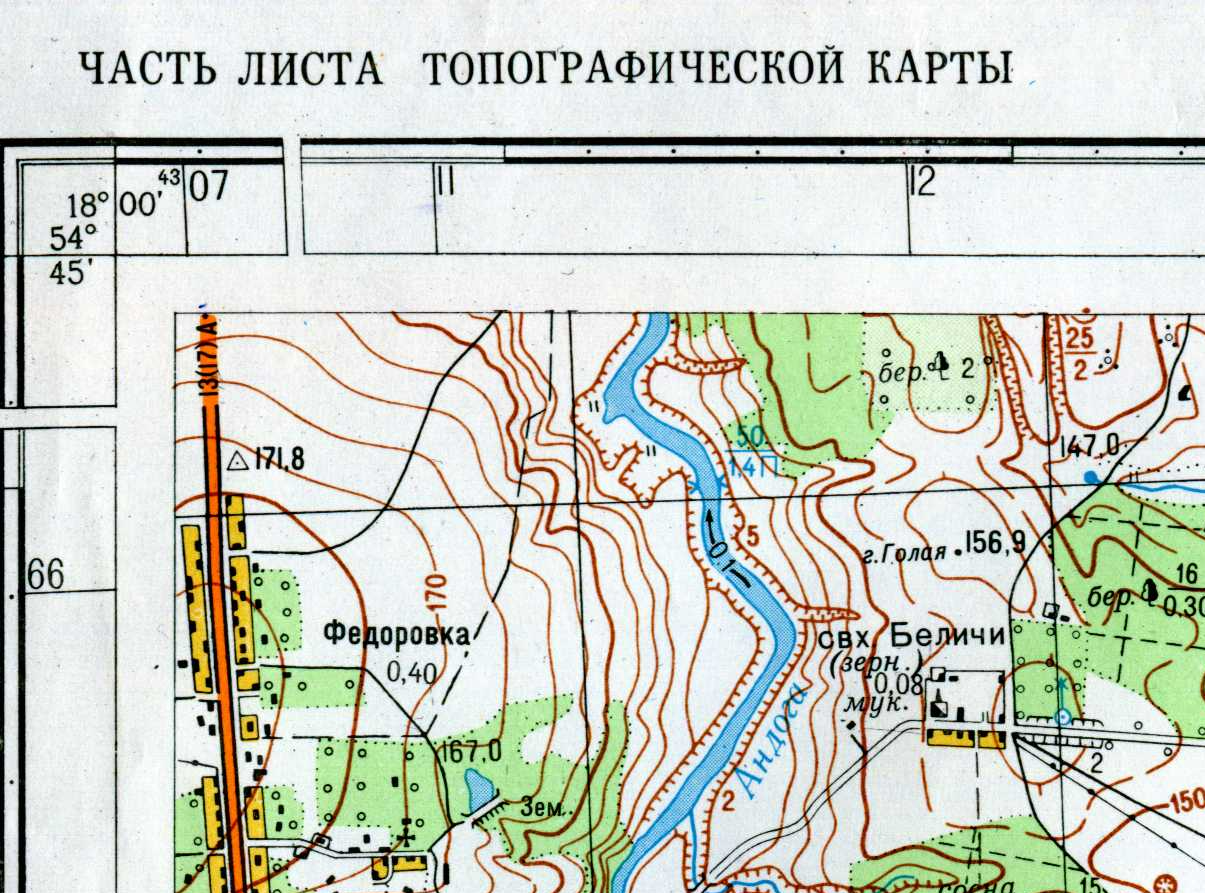 ЧАСТЬ ЛИСТА ТОПОГРАФИЧЕСКОЙ КАРТЫ
43 07
11
12
18° 00'
54°
45'
66
13(17) А
171,8
бер. 2
25
2
50
1,4 П
147,0
5
0,1
г. Голая 156,9
170
16
бер. 0,30
Федоровка
0,40
свх Беличи
(зерн.)
0,08
мук.
Андога
167,0
2
Зем.
2
150
15
сосна